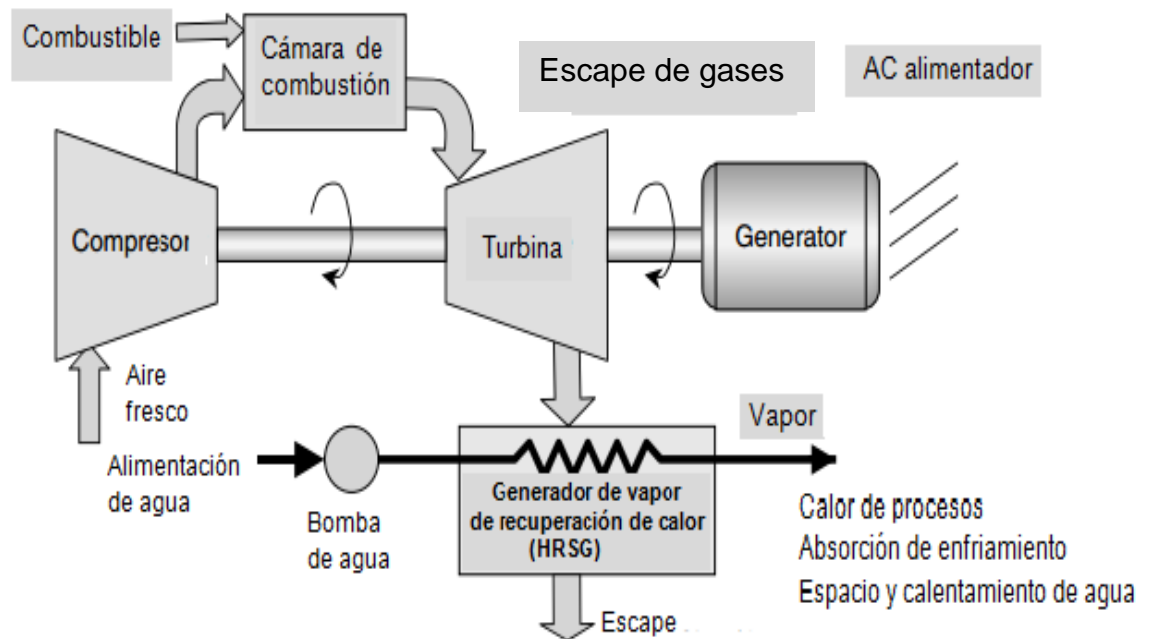 Combustible
Cámara de
combustión
Escape de gases
AC alimentador
Compresor
Turbina
Generator
Aire
fresco
Alimentación
de agua
Bomba
de agua
Generador de vapor
de recuperación de calor
(HRSG)
Vapor
Calor de procesos
Absorción de enfriamiento
Espacio y calentamiento de agua
Escape